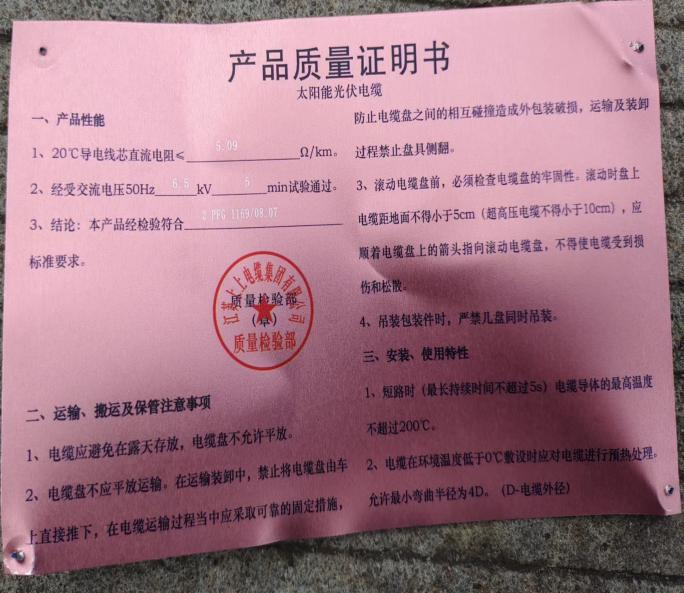 产品质量证明书
太阳能光伏电缆
一、产品性能
1、20℃导电线芯直流电阻≤ 5.09 Ω/km。
2、经受交流电压50Hz 6.5 kV 5 min试验通过。
3、结论：本产品经检验符合 2 PFG 1169/08.07
标准要求。
质量检验部
（章）
江苏上上电缆集团有限公司
质量检验部
二、运输、搬运及保管注意事项
1、电缆应避免在露天存放，电缆盘不允许平放。
2、电缆盘不应平放运输。在运输装卸中，禁止将电缆盘由车
上直接推下，在电缆运输过程当中应采取可靠的固定措施，
防止电缆盘之间的相互碰撞造成外包装破损，运输及装卸
过程禁止盘具侧翻。
3、滚动电缆盘前，必须检查电缆盘的牢固性。滚动时盘上
电缆距地面不得小于5cm（超高压电缆不得小于10cm），应
顺着电缆盘上的箭头指向滚动电缆盘，不得使电缆受到损
伤和松散。
4、吊装包装件时，严禁几盘同时吊装。
三、安装、使用特性
1、短路时（最长持续时间不超过5s）电缆导体的最高温度
不超过200℃。
2、电缆在环境温度低于0℃敷设时应对电缆进行预热处理。
允许最小弯曲半径为4D。（D-电缆外径）